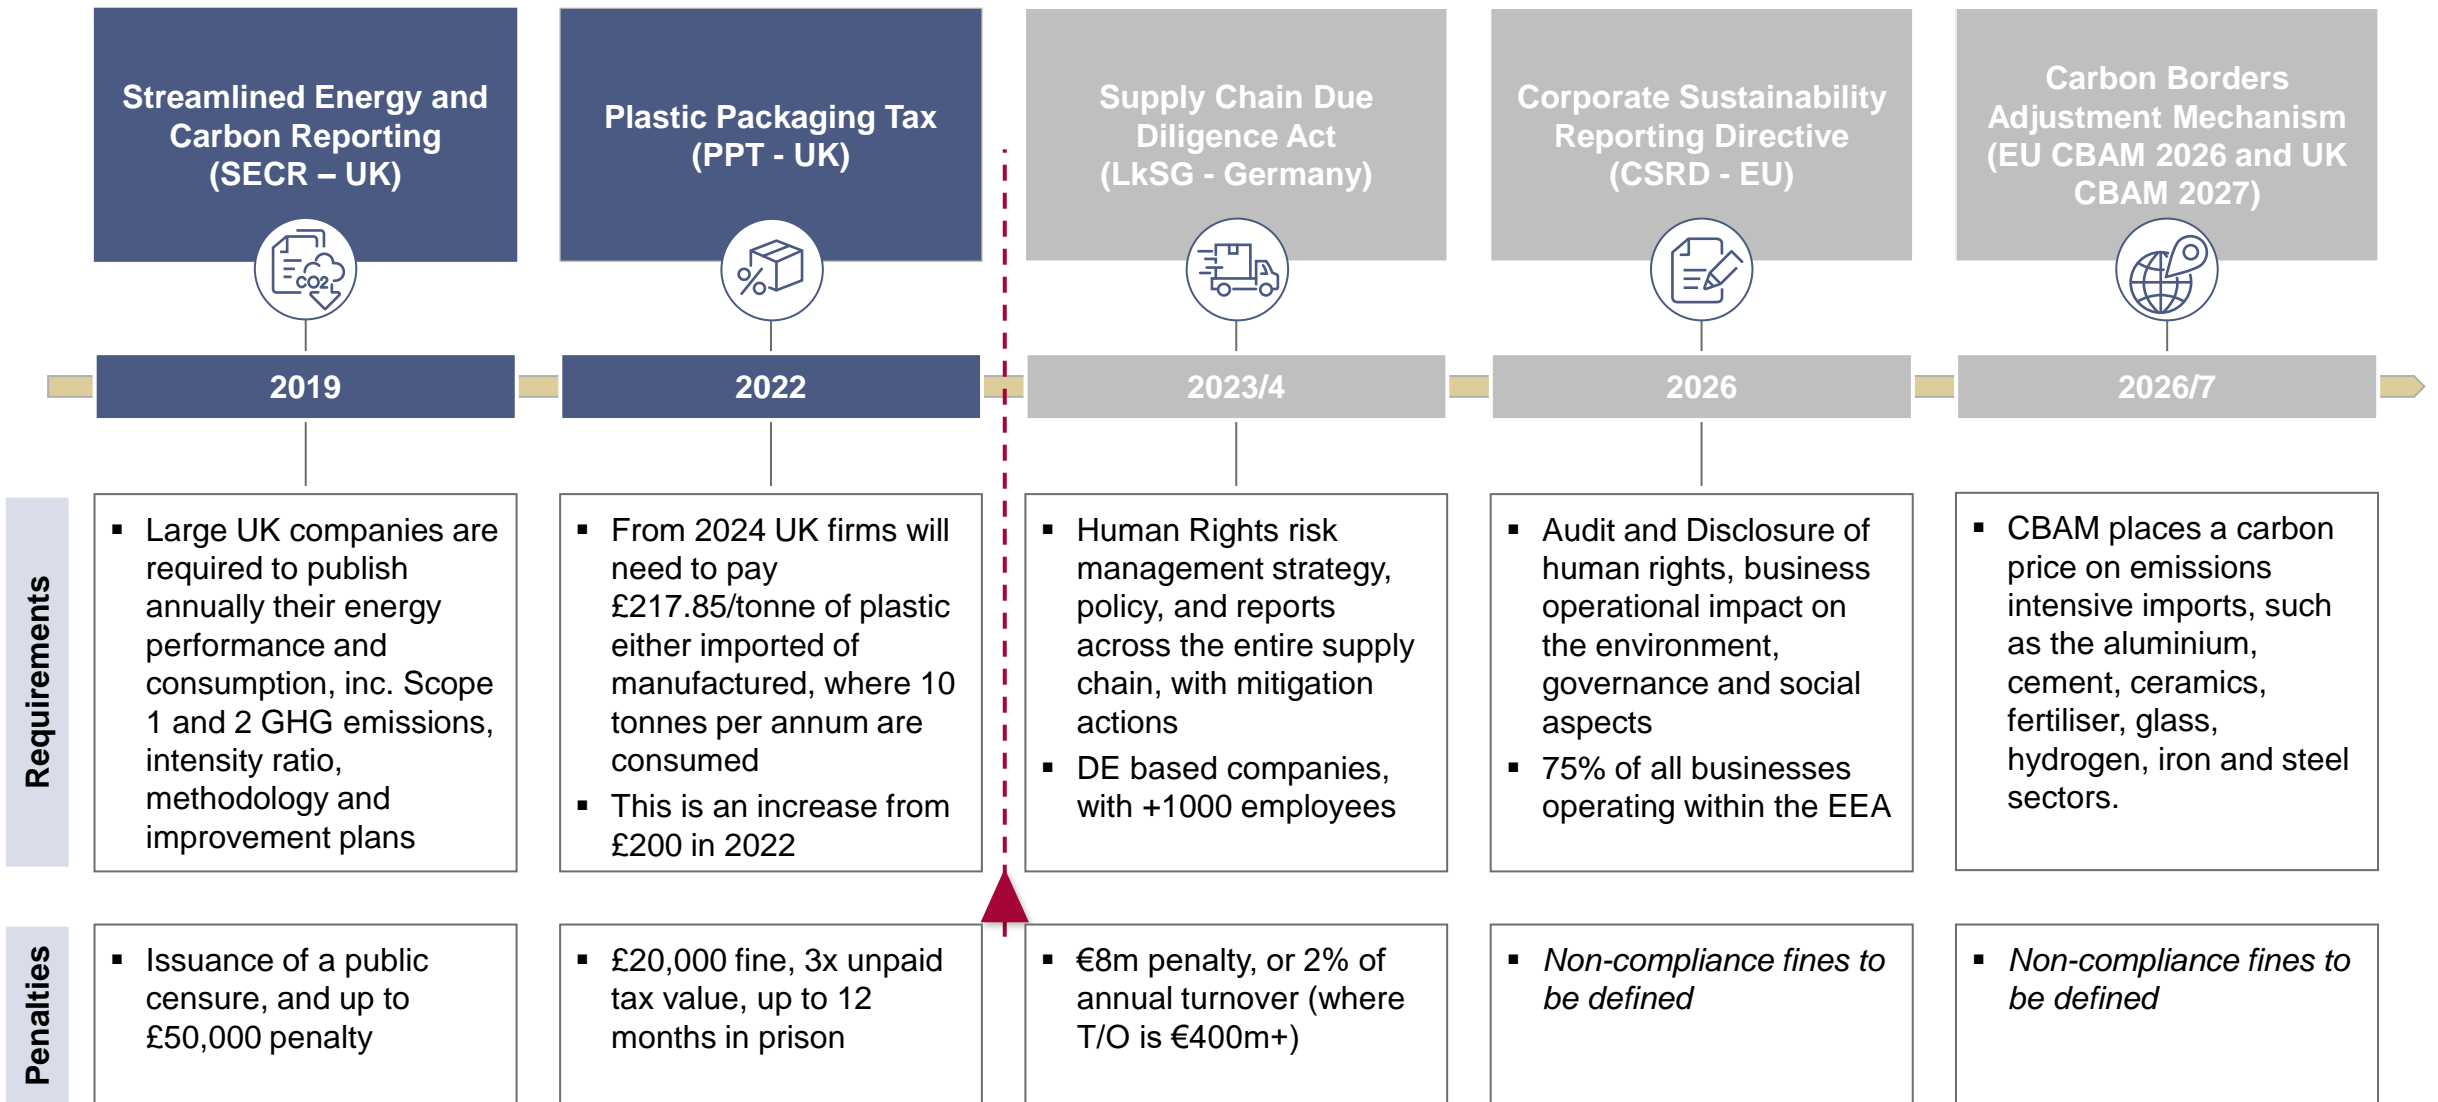 Streamlined Energy and
Carbon Reporting
(SECR – UK)
Plastic Packaging Tax
(PPT - UK)
Supply Chain Due
Diligence Act
(LkSG - Germany)
Corporate Sustainability
Reporting Directive
(CSRD - EU)
Carbon Borders
Adjustment Mechanism
(EU CBAM 2026 and UK
CBAM 2027)
CO2
%
2019
2022
2023/4
2026
2026/7
Requirements
▪ Large UK companies are
required to publish
annually their energy
performance and
consumption, inc. Scope
1 and 2 GHG emissions,
intensity ratio,
methodology and
improvement plans
▪ From 2024 UK firms will
need to pay
£217.85/tonne of plastic
either imported of
manufactured, where 10
tonnes per annum are
consumed
▪ This is an increase from
£200 in 2022
▪ Human Rights risk
management strategy,
policy, and reports
across the entire supply
chain, with mitigation
actions
▪ DE based companies,
with +1000 employees
▪ Audit and Disclosure of
human rights, business
operational impact on
the environment,
governance and social
aspects
▪ 75% of all businesses
operating within the EEA
▪ CBAM places a carbon
price on emissions
intensive imports, such
as the aluminium,
cement, ceramics,
fertiliser, glass,
hydrogen, iron and steel
sectors.
Penalties
▪ Issuance of a public
censure, and up to
£50,000 penalty
▪ £20,000 fine, 3x unpaid
tax value, up to 12
months in prison
▪ €8m penalty, or 2% of
annual turnover (where
T/O is €400m+)
▪ Non-compliance fines to
be defined
▪ Non-compliance fines to
be defined